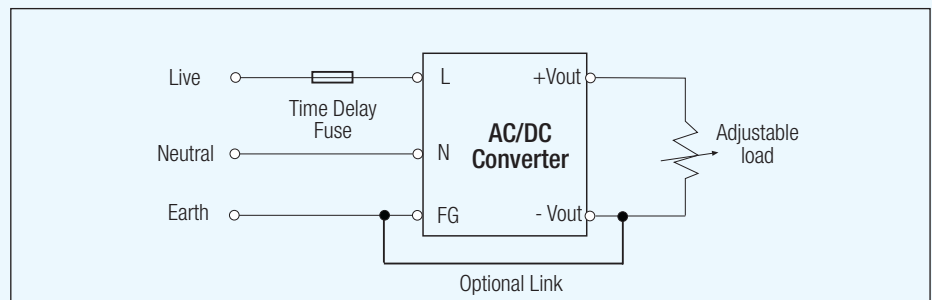 Live
L
+Vout
Time Delay
Fuse
AC/DC
Converter
Adjustable
load
Neutral
N
Earth
FG
- Vout
Optional Link